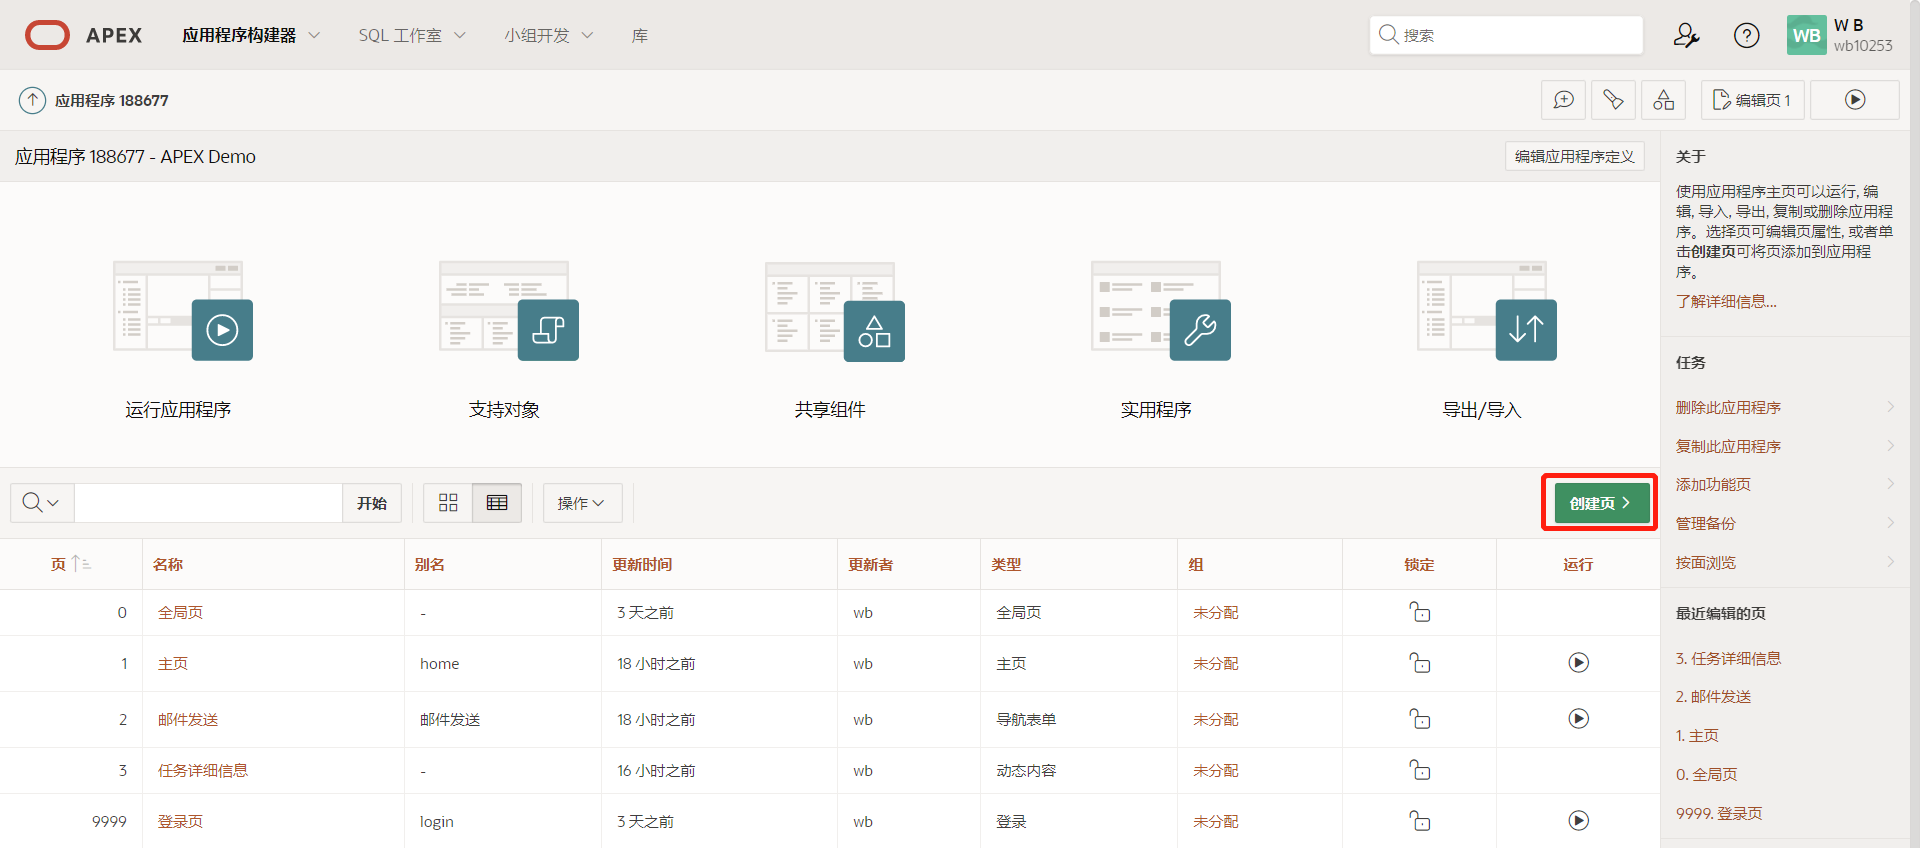 APEX
应用程序构建器
SQL 工作室
小组开发
库
搜索
WB
W B
wb10253
应用程序 188677
编辑页 1
应用程序 188677 - APEX Demo
编辑应用程序定义
运行应用程序
支持对象
共享组件
实用程序
导出/导入
开始
操作
创建页
页 名称 别名 更新时间 更新者 类型 组 锁定 运行
0 全局页 - 3 天之前 wb 全局页 未分配
1 主页 home 18 小时之前 wb 主页 未分配
2 邮件发送 邮件发送 18 小时之前 wb 导航表单 未分配
3 任务详细信息 - 16 小时之前 wb 动态内容 未分配
9999 登录页 login 3 天之前 wb 登录 未分配
关于
使用应用程序主页可以运行, 编
辑, 导入, 导出, 复制或删除应用程
序。选择页可编辑页属性, 或者单
击创建页可将页添加到应用程
序。
了解详细信息...
任务
删除此应用程序
复制此应用程序
添加功能页
管理备份
按面浏览
最近编辑的页
3. 任务详细信息
2. 邮件发送
1. 主页
0. 全局页
9999. 登录页